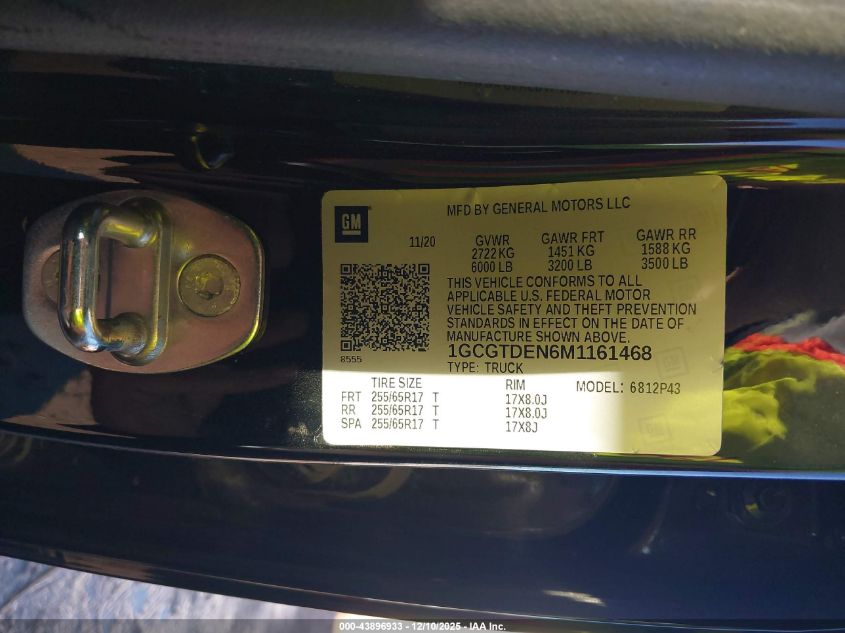 GM
MFD BY GENERAL MOTORS LLC
11/20 GVWR GAWR FRT GAWR RR
2722 KG 1451 KG 1588 KG
6000 LB 3200 LB 3500 LB
THIS VEHICLE CONFORMS TO ALL
APPLICABLE U.S. FEDERAL MOTOR
VEHICLE SAFETY AND THEFT PREVENTION
STANDARDS IN EFFECT ON THE DATE OF
MANUFACTURE SHOWN ABOVE.
8555
1GCGTDEN6M1161468
TYPE: TRUCK
TIRE SIZE RIM MODEL: 6812P43
FRT 255/65R17 T 17X8.0J
RR 255/65R17 T 17X8.0J
SPA 255/65R17 T 17X8J
000-43896933 - 12/10/2025 - IAA Inc.